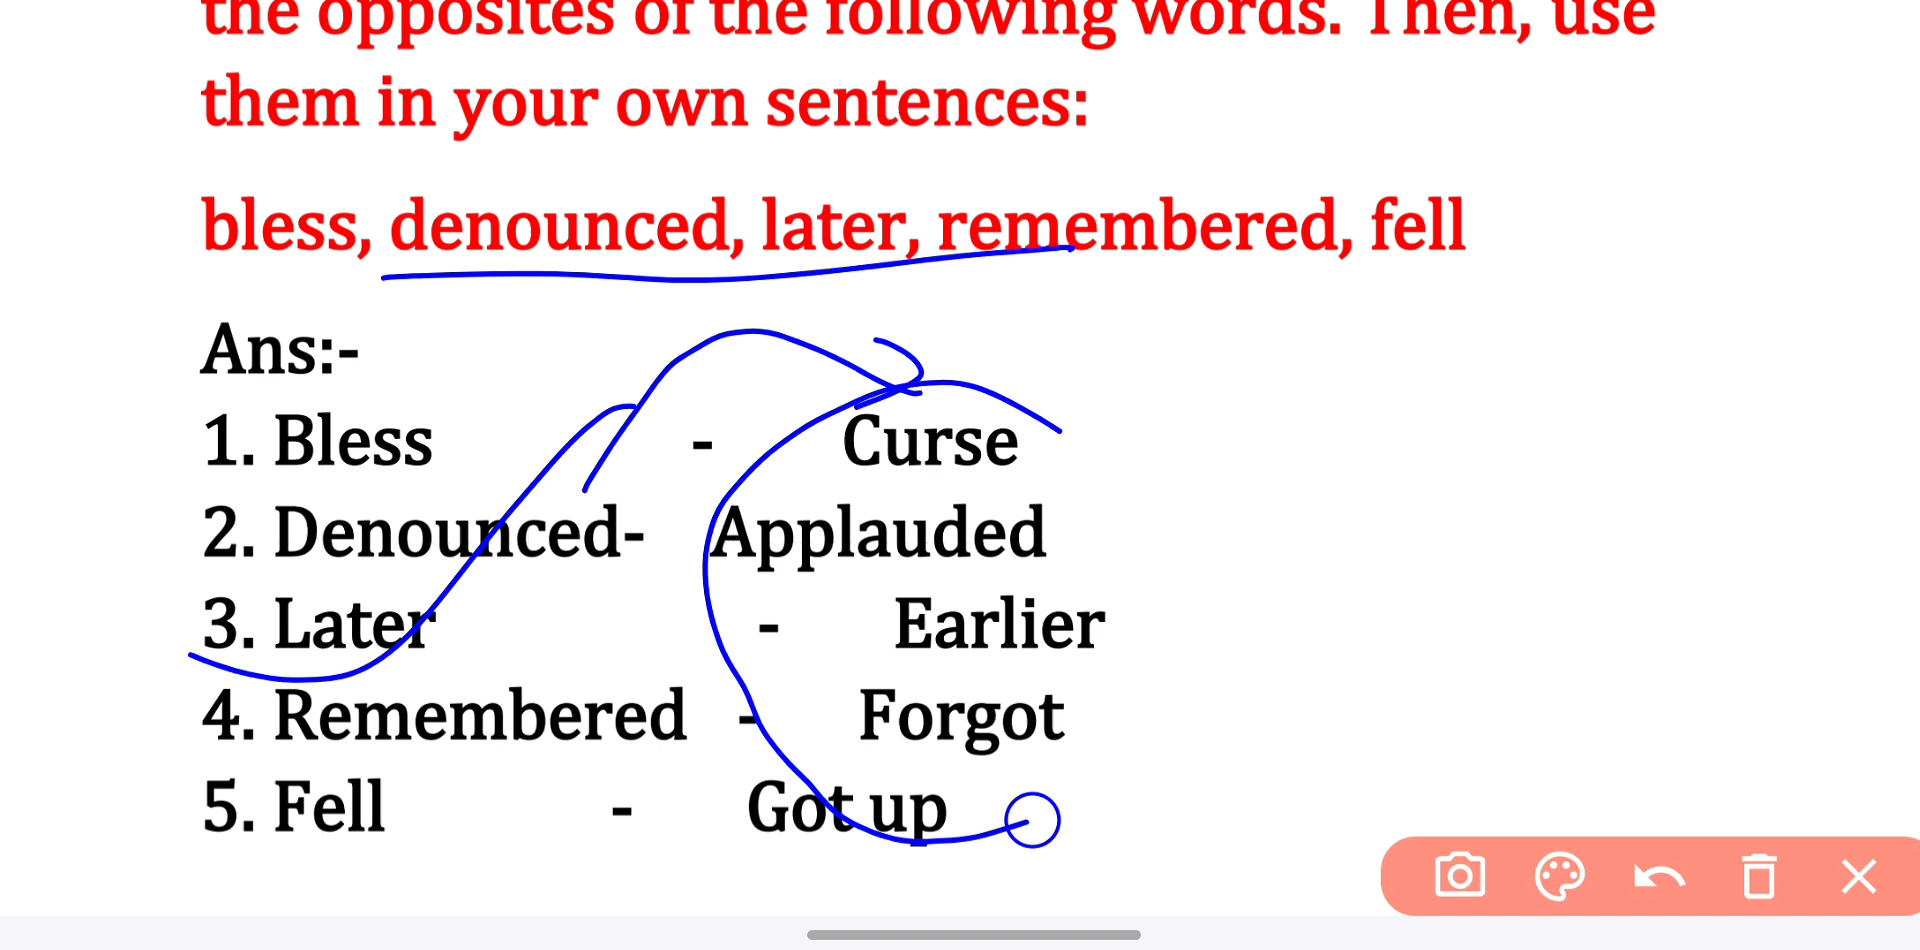 the opposites of the following words. Then, use
them in your own sentences:
bless, denounced, later, remembered, fell
Ans:-
1. Bless - Curse
2. Denounced- Applauded
3. Later - Earlier
4. Remembered - Forgot
5. Fell - Got up